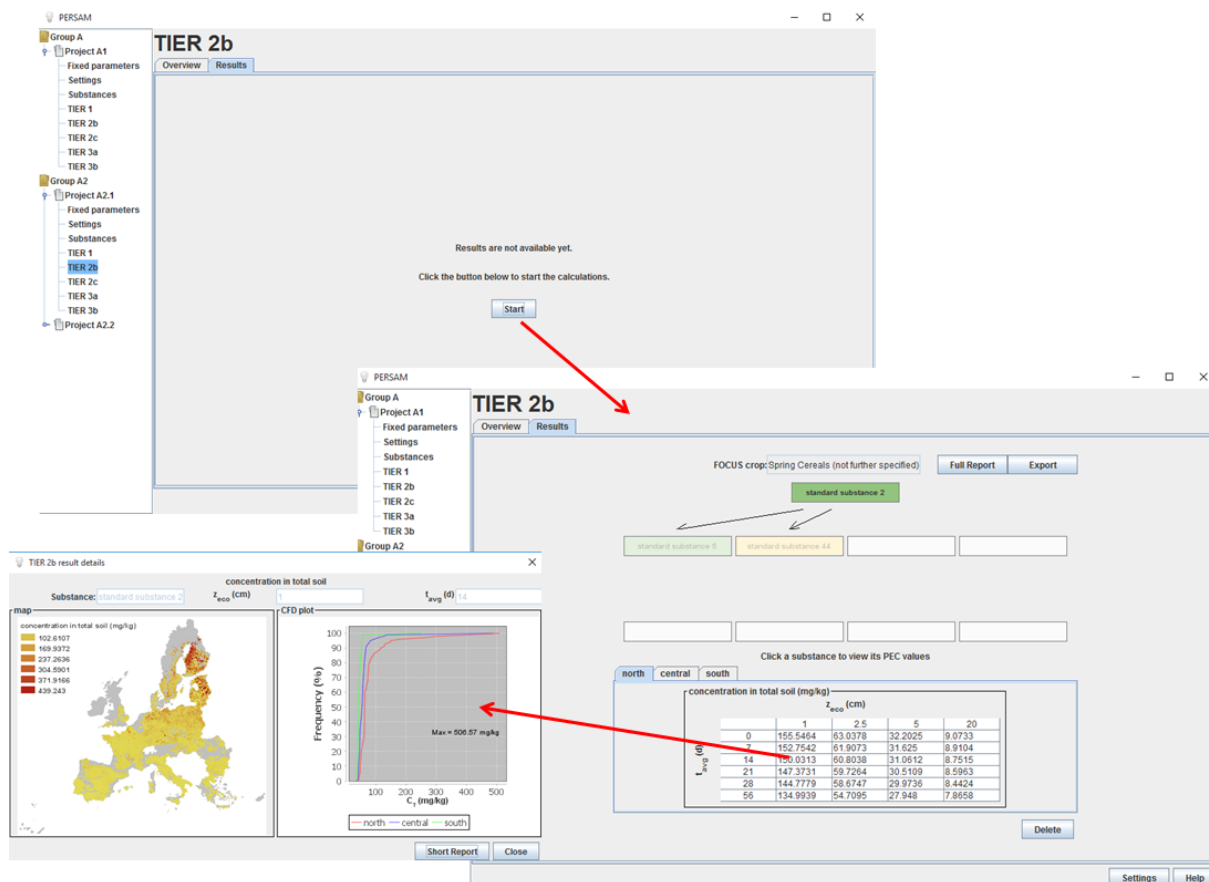 PERSAM
Group A
Project A1
Fixed parameters
Settings
Substances
TIER 1
TIER 2b
TIER 2c
TIER 3a
TIER 3b
Group A2
Project A2.1
Fixed parameters
Settings
Substances
TIER 1
TIER 2b
TIER 2c
TIER 3a
TIER 3b
Project A2.2
TIER 2b
Overview Results
Results are not available yet.
Click the button below to start the calculations.
Start
PERSAM
Group A
Project A1
Fixed parameters
Settings
Substances
TIER 1
TIER 2b
TIER 2c
TIER 3a
TIER 3b
Group A2
TIER 2b
Overview Results
FOCUS crop: Spring Cereals (not further specified) Full Report Export
standard substance 2
standard substance 6 standard substance 44
Click a substance to view its PEC values
north central south
concentration in total soil (mg/kg)
z_eco (cm)
1 2.5 5 20
t_avg (d)
0 155.5464 63.0378 32.2025 9.0733
7 152.7542 61.9073 31.625 8.9104
14 150.0313 60.8038 31.0612 8.7515
21 147.3731 59.7264 30.5109 8.5963
28 144.7779 58.6747 29.9736 8.4424
56 134.9939 54.7095 27.948 7.8658
Delete
Settings Help
TIER 2b result details
concentration in total soil
Substance: standard substance 2 z_eco (cm) 1 t_avg (d) 14
map
concentration in total soil (mg/kg)
102.6107
169.9372
237.2636
304.5901
371.9166
439.243
CFD plot
Frequency (%)
100
90
80
70
60
50
40
30
20
10
0
Max = 506.57 mg/kg
100 200 300 400 500
C_T (mg/kg)
north central south
Short Report Close